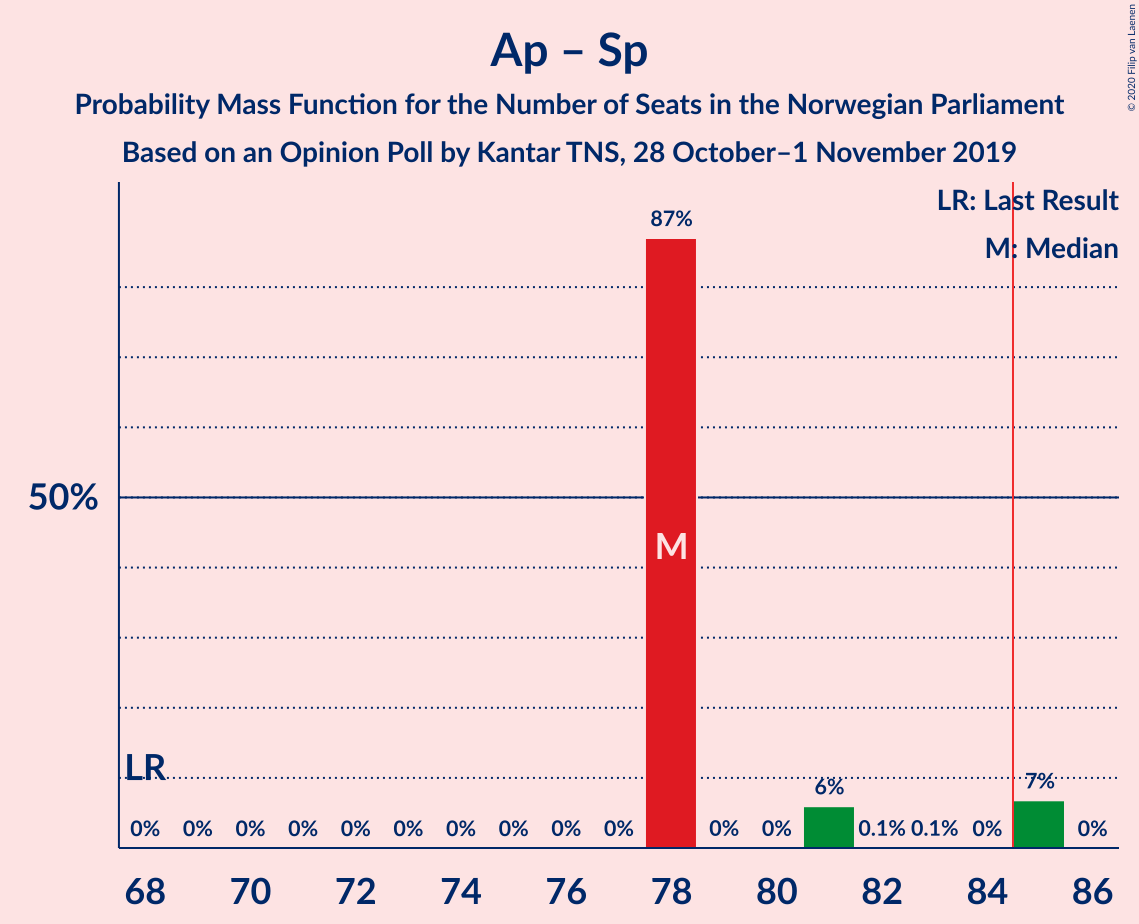 © 2020 Filip van Laenen
Ap – Sp
Probability Mass Function for the Number of Seats in the Norwegian Parliament
Based on an Opinion Poll by Kantar TNS, 28 October–1 November 2019
LR: Last Result
M: Median
87%
50%
M
LR
0% 0% 0% 0% 0% 0% 0% 0% 0% 0% 0% 0% 6% 0.1% 0.1% 0% 7% 0%
68 70 72 74 76 78 80 82 84 86